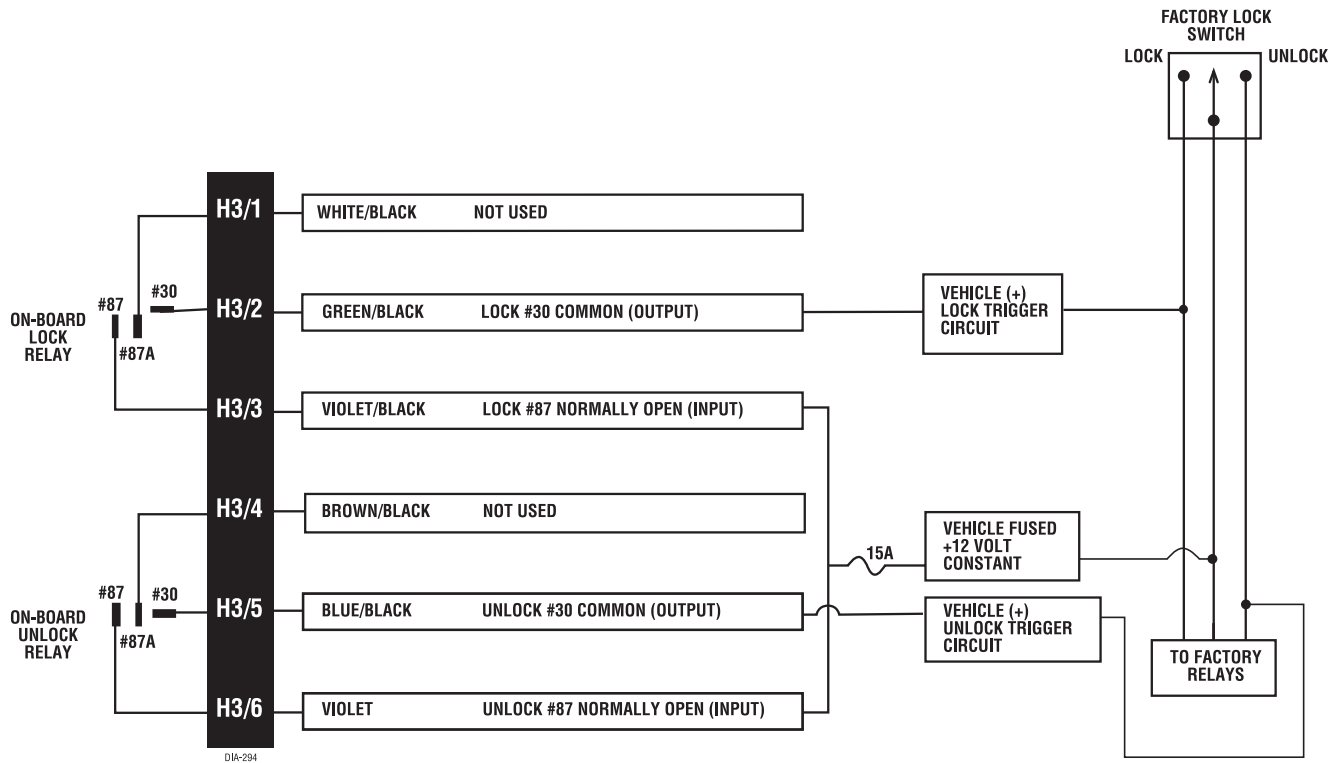 FACTORY LOCK
SWITCH
LOCK
UNLOCK
H3/1
WHITE/BLACK NOT USED
#87
#30
#87A
ON-BOARD
LOCK
RELAY
H3/2
GREEN/BLACK LOCK #30 COMMON (OUTPUT)
VEHICLE (+)
LOCK TRIGGER
CIRCUIT
H3/3
VIOLET/BLACK LOCK #87 NORMALLY OPEN (INPUT)
H3/4
BROWN/BLACK NOT USED
15A
VEHICLE FUSED
+12 VOLT
CONSTANT
#87
#30
#87A
ON-BOARD
UNLOCK
RELAY
H3/5
BLUE/BLACK UNLOCK #30 COMMON (OUTPUT)
VEHICLE (+)
UNLOCK TRIGGER
CIRCUIT
TO FACTORY
RELAYS
H3/6
VIOLET UNLOCK #87 NORMALLY OPEN (INPUT)
DIA-294